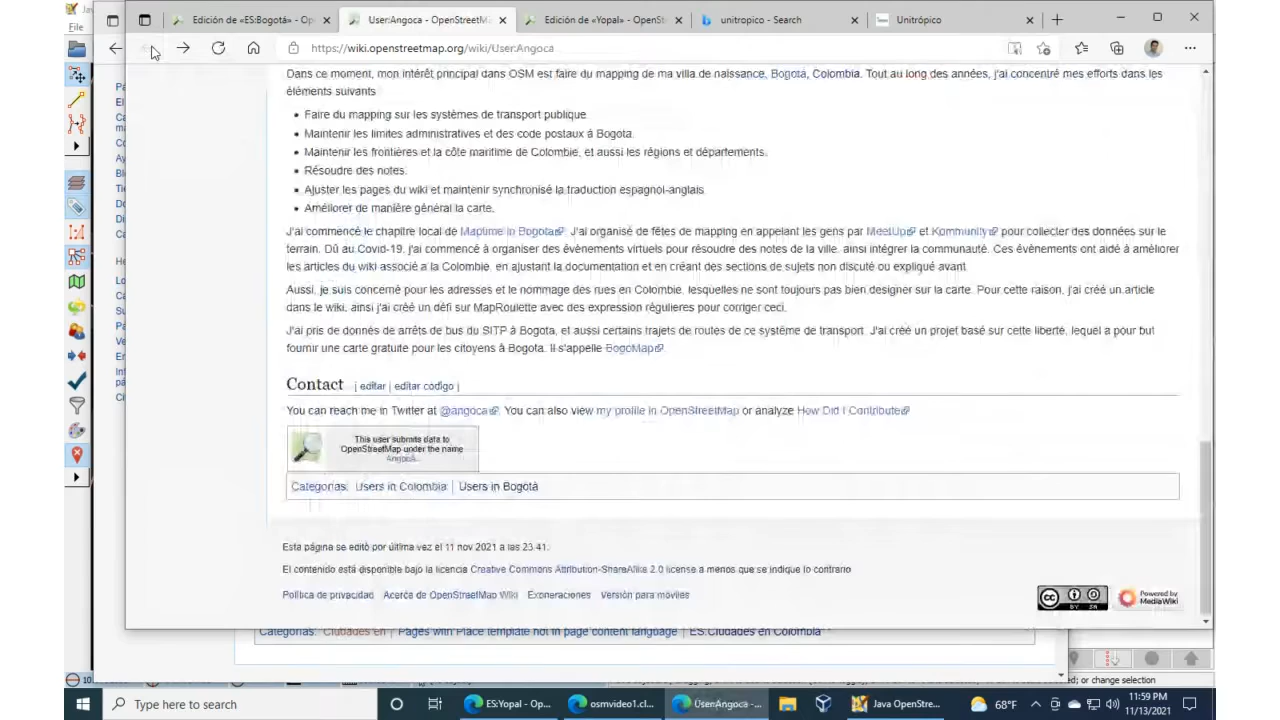 Edición de «ES:Bogotá» - Op
User:Angoca - OpenStreetM
Edición de «Yopal» - OpenSt
unitropico - Search
Unitrópico
File
https://wiki.openstreetmap.org/wiki/User:Angoca
Dans ce moment, mon intérêt principal dans OSM est faire du mapping de ma villa de naissance, Bogotá, Colombia. Tout au long des années, j'ai concentré mes efforts dans les
éléments suivants
Faire du mapping sur les systèmes de transport publique
Maintenir les limites administratives et des code postaux à Bogota.
Maintenir les frontières et la côte maritime de Colombie, et aussi les régions et départements.
Résoudre des notes.
Ajuster les pages du wiki et maintenir synchronisé la traduction espagnol-anglais
Améliorer de manière général la carte.
J'ai commencé le chapitre local de Maptime in Bogota. J'ai organisé de fêtes de mapping en appelant les gens par MeetUp et Kommunity pour collecter des données sur le
terrain. Dû au Covid-19, j'ai commencé à organiser des évènements virtuels pour résoudre des notes de la ville, ainsi intégrer la communauté. Ces évènements ont aidé à améliorer
les articles du wiki associé a la Colombie, en ajustant la documentation et en créant des sections de sujets non discuté ou expliqué avant
Aussi, je suis concerné pour les adresses et le nommage des rues en Colombie, lesquelles ne sont toujours pas bien designer sur la carte. Pour cette raison, j'ai créé un article
dans le wiki, ainsi j'ai créé un défi sur MapRoulette avec des expression régulieres pour corriger ceci.
J'ai pris de donnés de arrêts de bus du SITP à Bogota, et aussi certains trajets de routes de ce système de transport. J'ai créé un projet basé sur cette liberté, lequel a pour but
fournir une carte gratuite pour les citoyens à Bogota. Il s'appelle BogoMap.
Contact [ editar | editar código ]
You can reach me in Twitter at @angoca. You can also view my profile in OpenStreetMap or analyze How Did I Contribute
This user submits data to
OpenStreetMap under the name
AngocA.
Categorías: Users in Colombia | Users in Bogotá
Esta página se editó por última vez el 11 nov 2021 a las 23:41.
El contenido está disponible bajo la licencia Creative Commons Attribution-ShareAlike 2.0 license a menos que se indique lo contrario
Política de privacidad Acerca de OpenStreetMap Wiki Exoneraciones Versión para móviles
Powered by
MediaWiki
Pages with Place template not in page content language | ES:Ciudades en Colombia
or change selection
Type here to search
ES:Yopal - Op...
osmvideo1.cl...
User:Angoca -...
Java OpenStre...
68°F
11:59 PM
11/13/2021